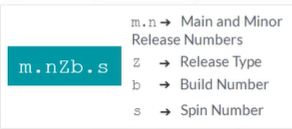 m.nZb.s
m.n → Main and Minor
Release Numbers
Z → Release Type
b → Build Number
s → Spin Number